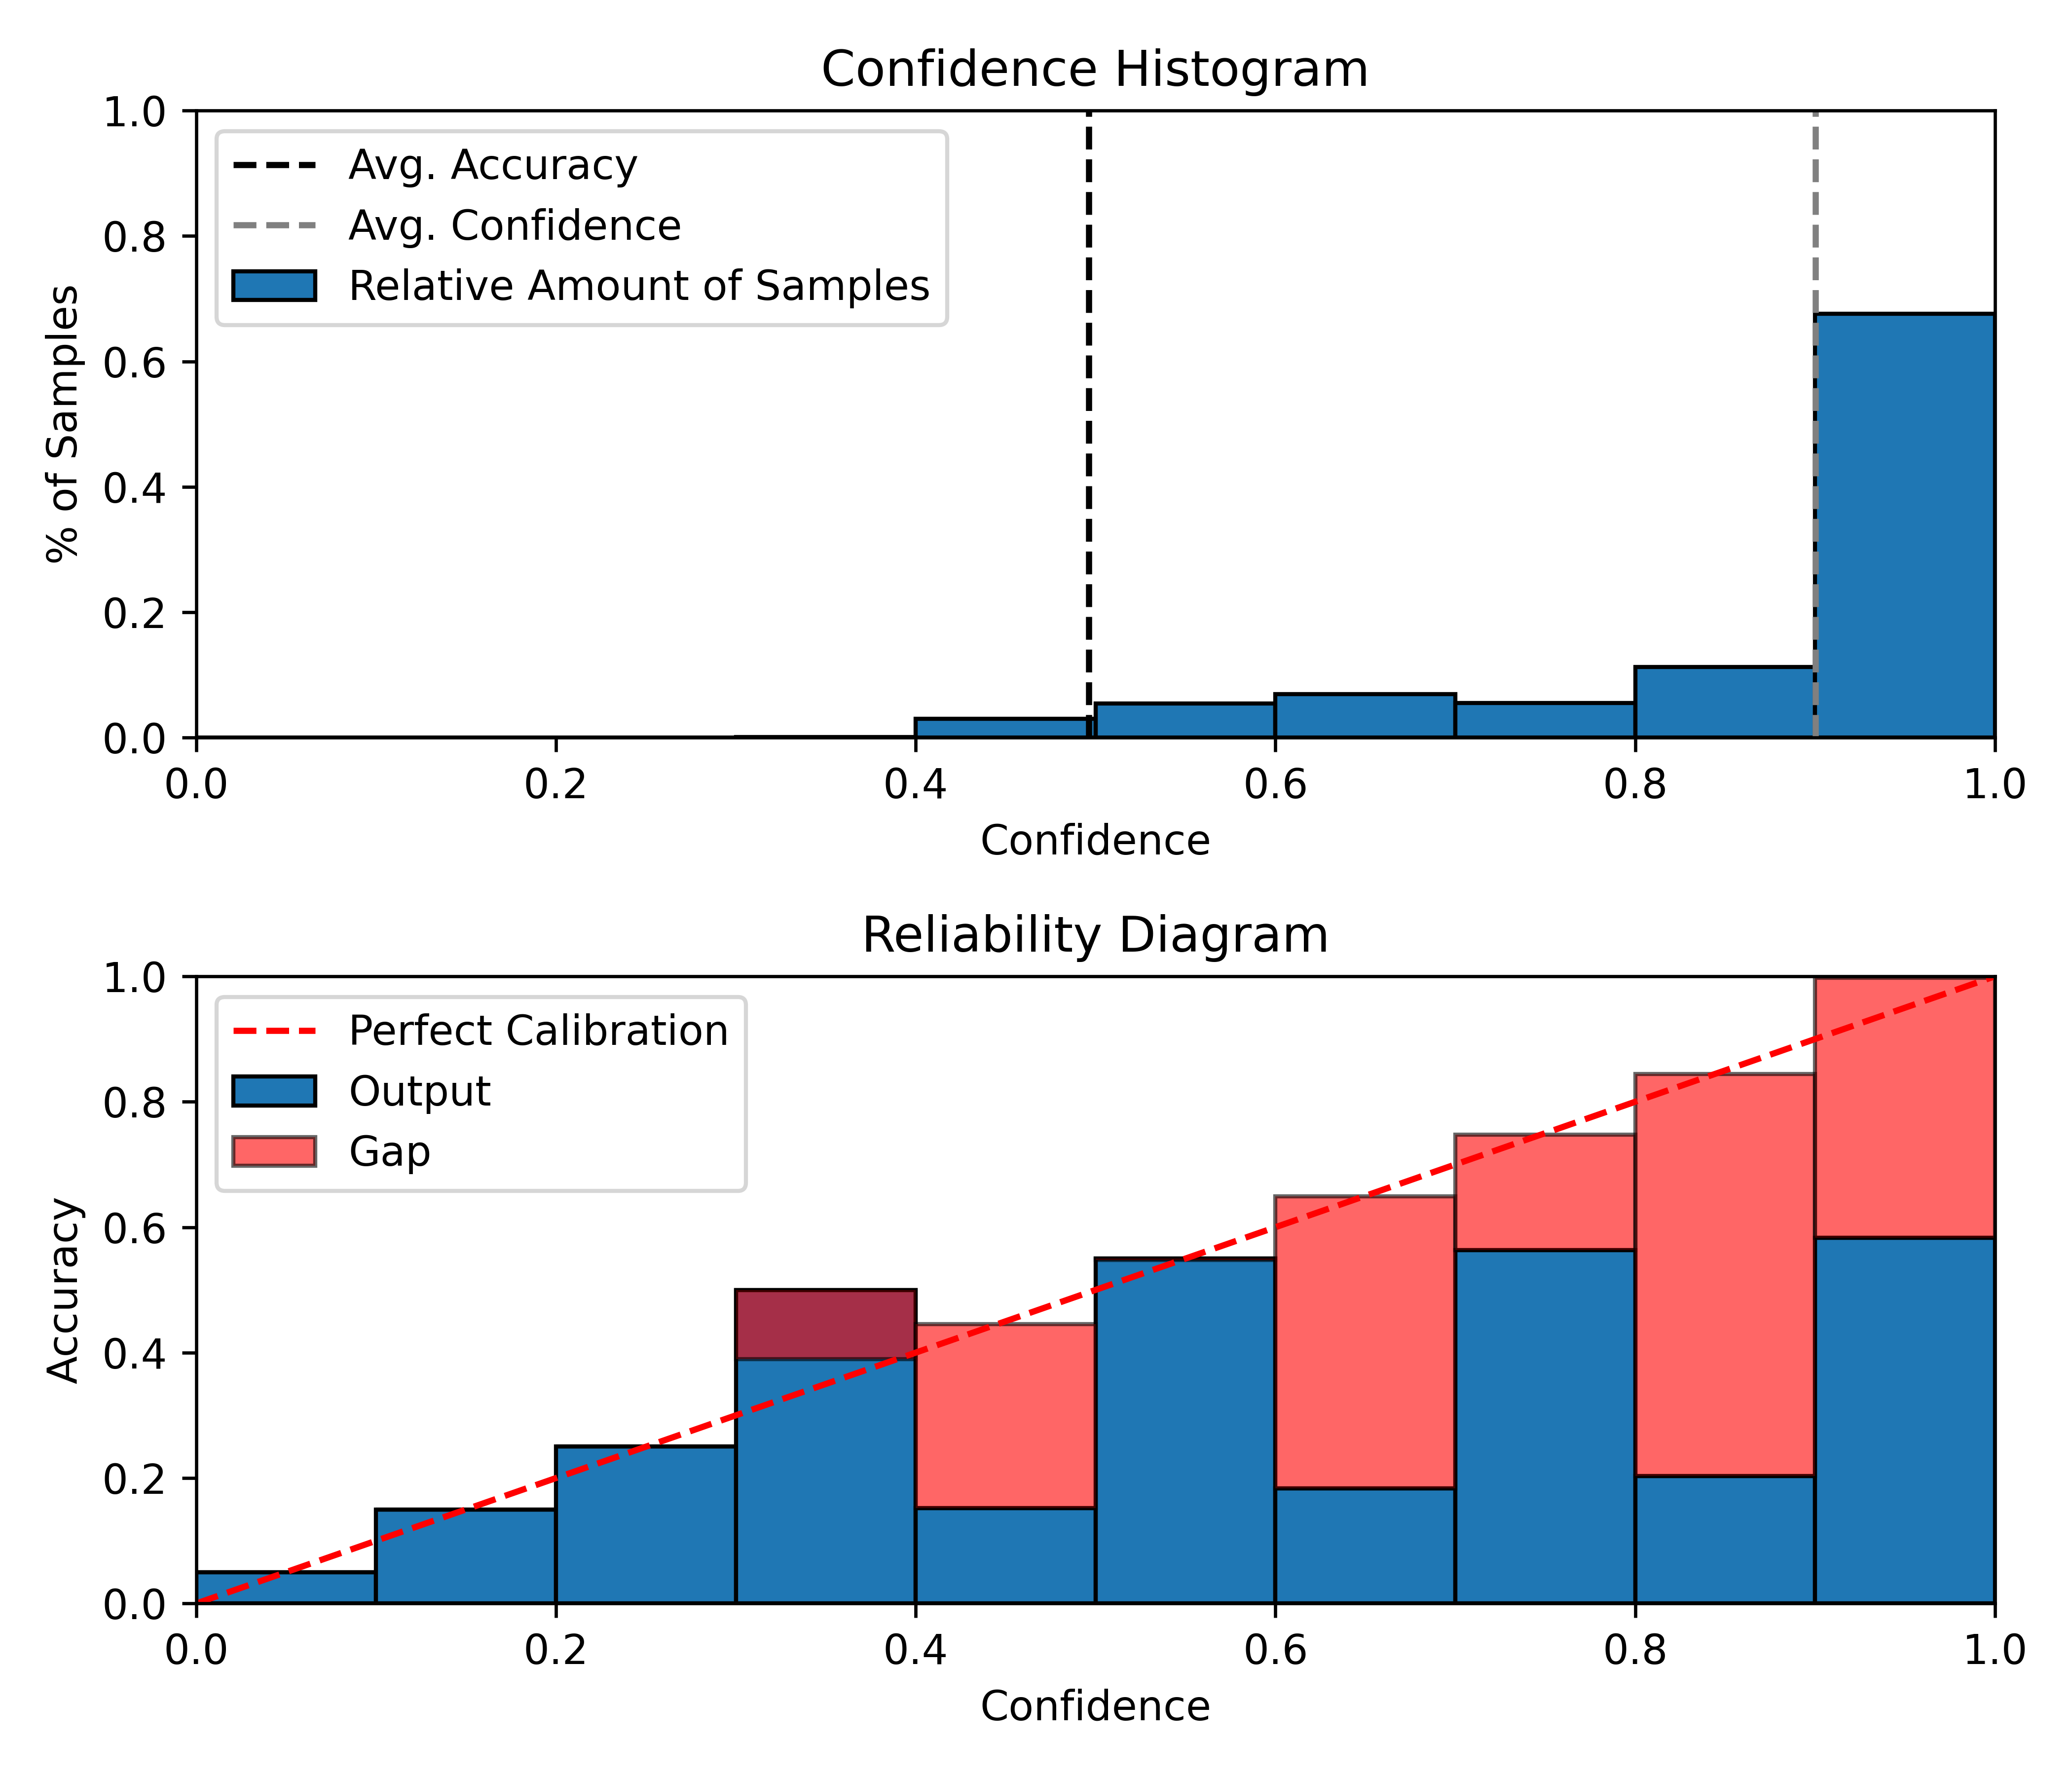 Confidence Histogram
1.0
0.8
0.6
0.4
0.2
0.0
% of Samples
Avg. Accuracy
Avg. Confidence
Relative Amount of Samples
0.0 0.2 0.4 0.6 0.8 1.0
Confidence
Reliability Diagram
1.0
0.8
0.6
0.4
0.2
0.0
Accuracy
Perfect Calibration
Output
Gap
0.0 0.2 0.4 0.6 0.8 1.0
Confidence